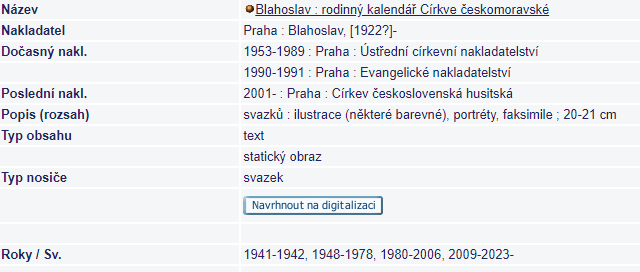 Název Blahoslav : rodinný kalendář Církve českomoravské
Nakladatel Praha : Blahoslav, [1922?]-
Dočasný nakl. 1953-1989 : Praha : Ústřední církevní nakladatelství
1990-1991 : Praha : Evangelické nakladatelství
Poslední nakl. 2001- : Praha : Církev československá husitská
Popis (rozsah) svazků : ilustrace (některé barevné), portréty, faksimile ; 20-21 cm
Typ obsahu text
statický obraz
Typ nosiče svazek
Navrhnout na digitalizaci
Roky / Sv. 1941-1942, 1948-1978, 1980-2006, 2009-2023-